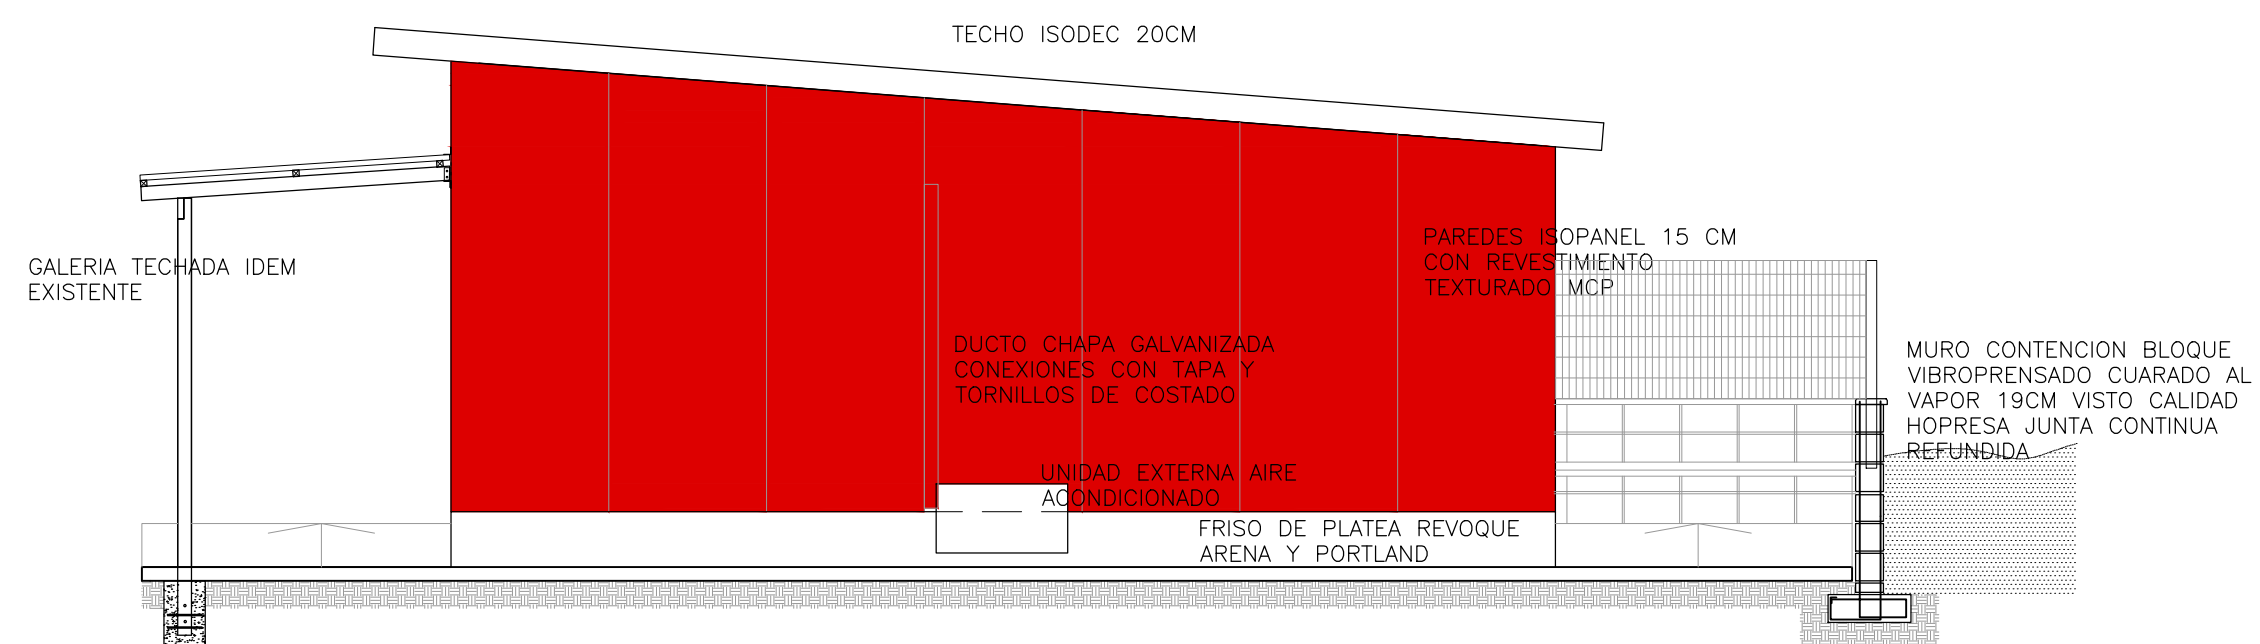 TECHO ISODEC 20CM
GALERIA TECHADA IDEM
EXISTENTE
PAREDES ISOPANEL 15 CM
CON REVESTIMIENTO
TEXTURADO MCP
DUCTO CHAPA GALVANIZADA
CONEXIONES CON TAPA Y
TORNILLOS DE COSTADO
MURO CONTENCION BLOQUE
VIBROPRENSADO CUARADO AL
VAPOR 19CM VISTO CALIDAD
HOPRESA JUNTA CONTINUA
REFUNDIDA
UNIDAD EXTERNA AIRE
ACONDICIONADO
FRISO DE PLATEA REVOQUE
ARENA Y PORTLAND